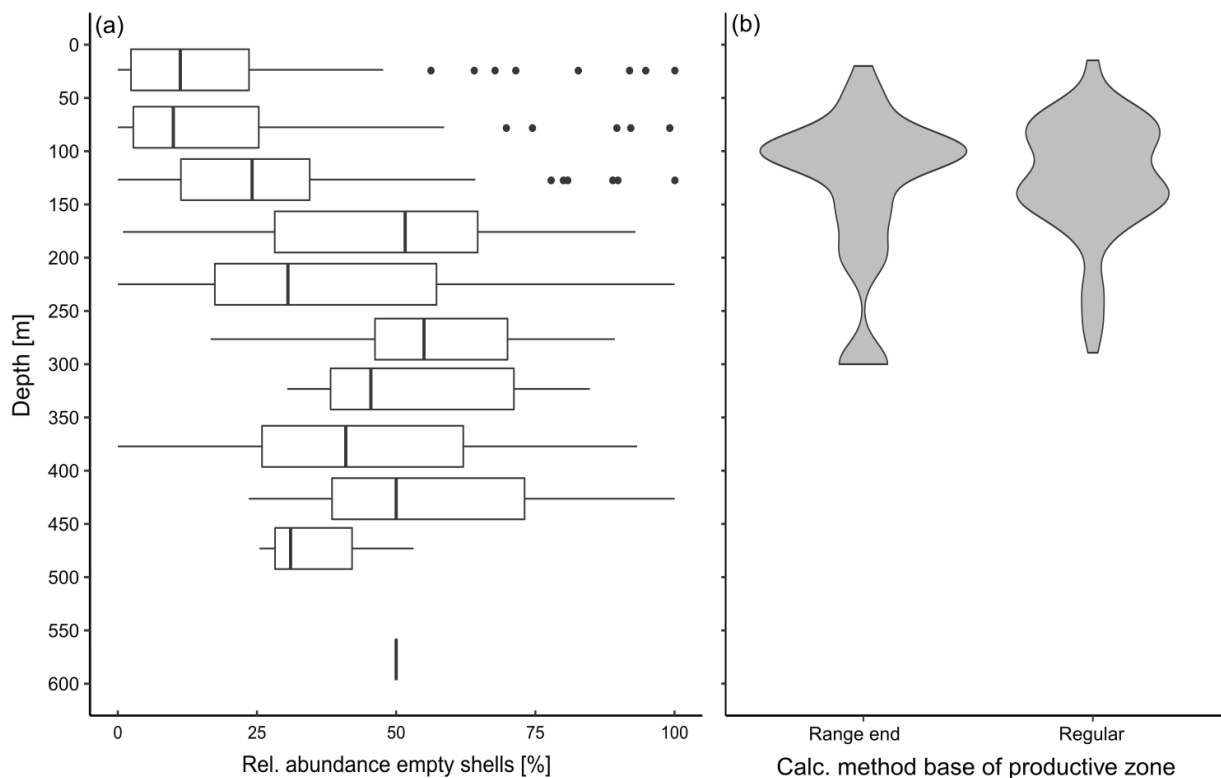 (a)
Depth [m]
0
50
100
150
200
250
300
350
400
450
500
550
600
0 25 50 75 100
Rel. abundance empty shells [%]
(b)
Range end Regular
Calc. method base of productive zone